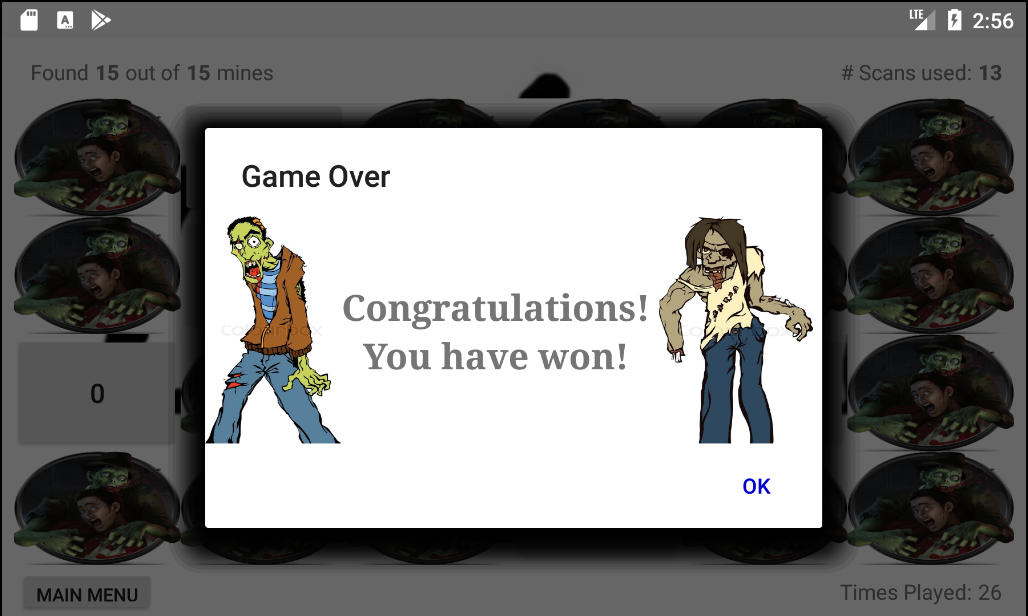 LTE 2:56
Found 15 out of 15 mines
# Scans used: 13
Game Over
Congratulations!
You have won!
0
OK
MAIN MENU
Times Played: 26